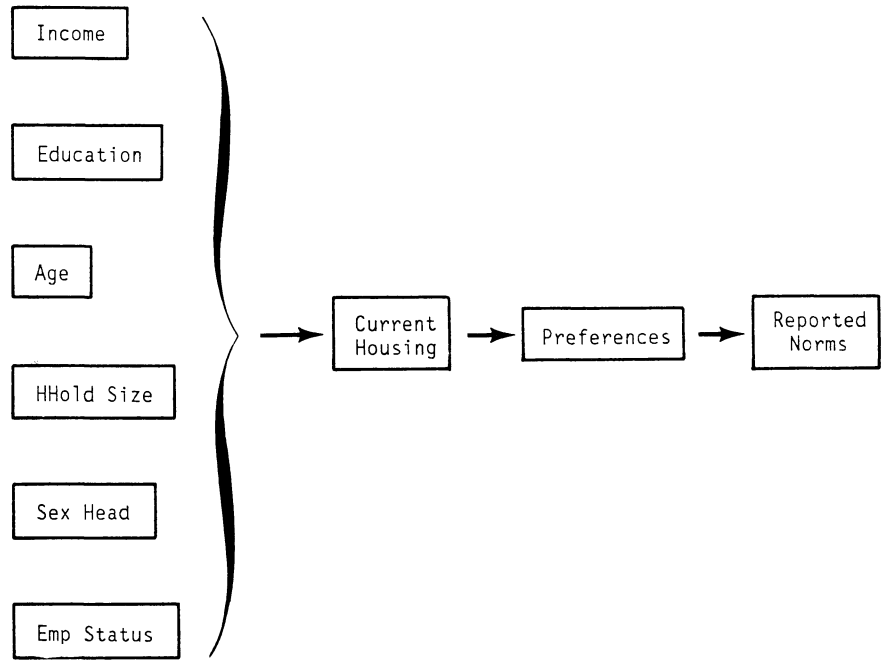 Income
Education
Age
HHold Size
Sex Head
Emp Status
Current
Housing
Preferences
Reported
Norms